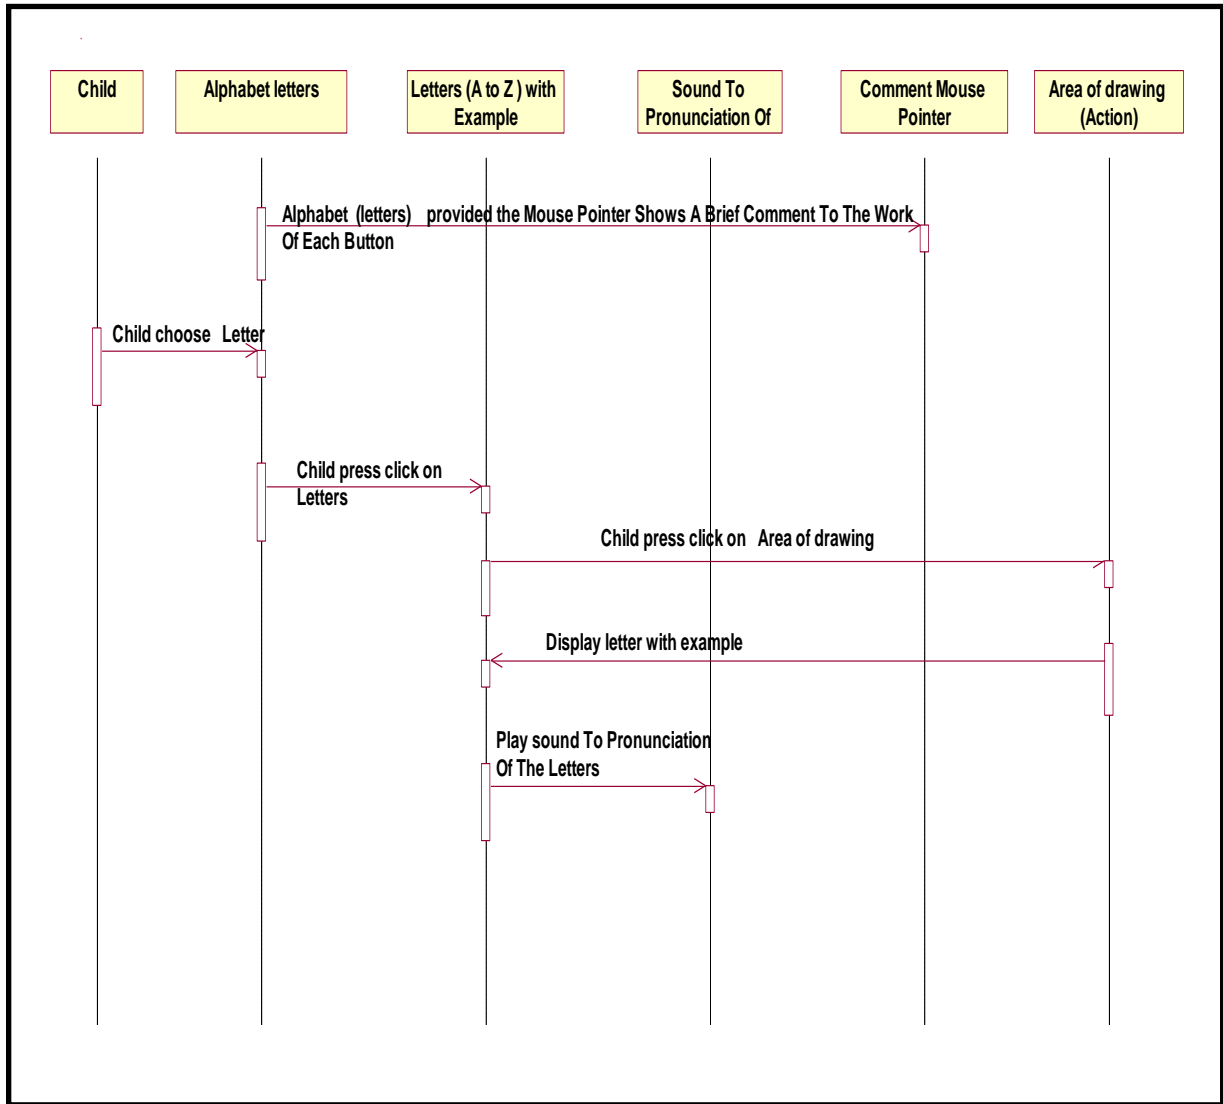 Child
Alphabet letters
Letters (A to Z ) with
Example
Sound To
Pronunciation Of
Comment Mouse
Pointer
Area of drawing
(Action)
Alphabet (letters) provided the Mouse Pointer Shows A Brief Comment To The Work
Of Each Button
Child choose Letter
Child press click on
Letters
Child press click on Area of drawing
Display letter with example
Play sound To Pronunciation
Of The Letters